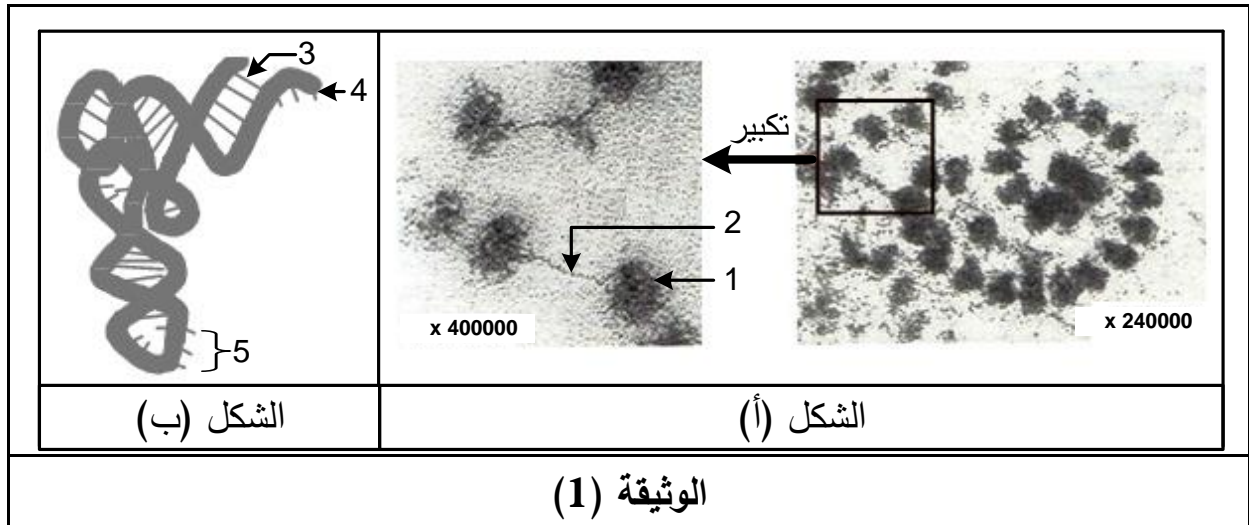 3
4
5
تكبير
2
1
x 400000
x 240000
الشكل (أ)
الشكل (ب)
الوثيقة (1)